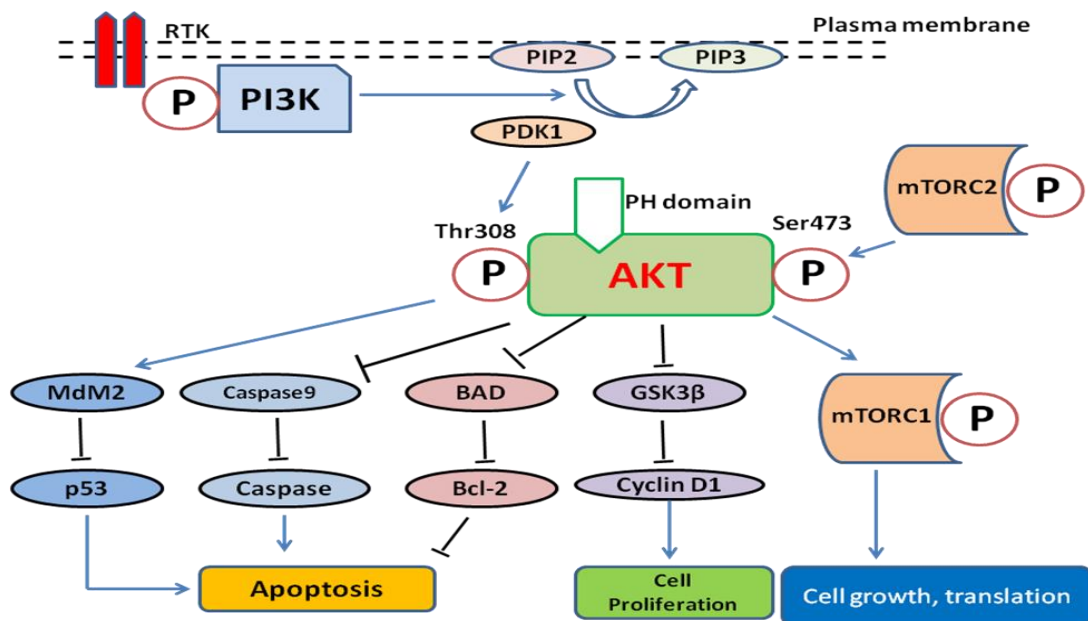 RTK
Plasma membrane
PIP2
PIP3
P
PI3K
PDK1
mTORC2
P
PH domain
Thr308
Ser473
P
AKT
P
MdM2
Caspase9
BAD
GSK3β
mTORC1
P
p53
Caspase
Bcl-2
Cyclin D1
Apoptosis
Cell
Proliferation
Cell growth, translation